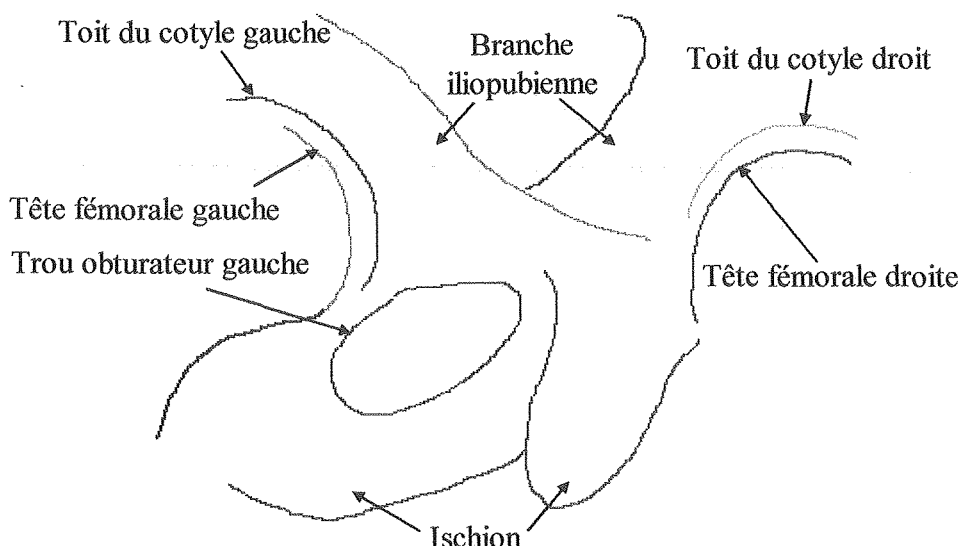 Toit du cotyle gauche
Branche
iliopubienne
Toit du cotyle droit
Tête fémorale gauche
Trou obturateur gauche
Tête fémorale droite
Ischion